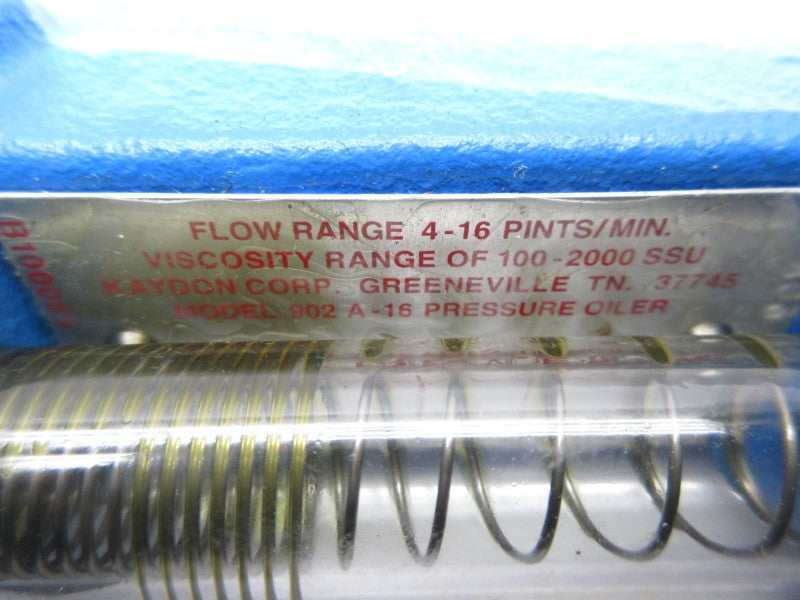 FLOW RANGE 4-16 PINTS/MIN.
VISCOSITY RANGE OF 100-2000 SSU
KAYDON CORP. GREENEVILLE TN. 37745
MODEL 902 A-16 PRESSURE OILER